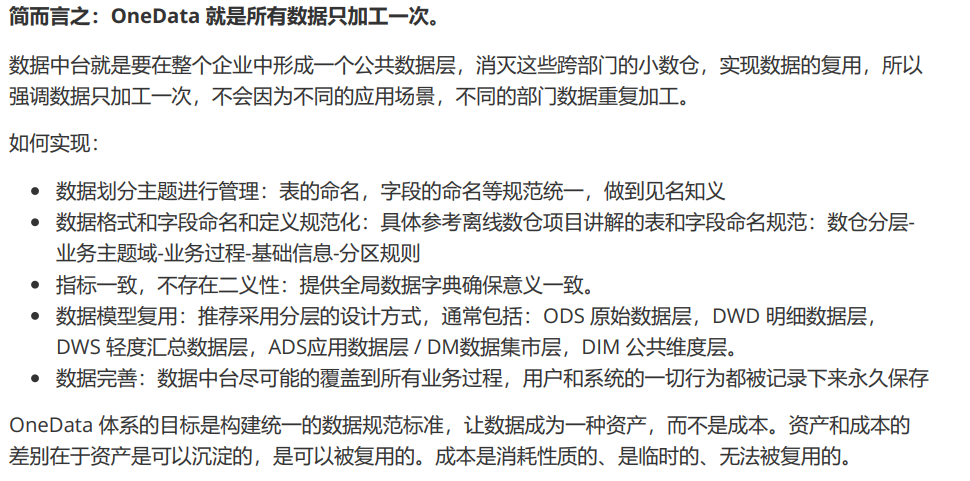 简而言之：OneData 就是所有数据只加工一次。
数据中台就是要在整个企业中形成一个公共数据层，消灭这些跨部门的小数仓，实现数据的复用，所以
强调数据只加工一次，不会因为不同的应用场景，不同的部门数据重复加工。
如何实现：
• 数据划分主题进行管理：表的命名，字段的命名等规范统一，做到见名知义
• 数据格式和字段命名和定义规范化：具体参考离线数仓项目讲解的表和字段命名规范：数仓分层-
业务主题域-业务过程-基础信息-分区规则
• 指标一致，不存在二义性：提供全局数据字典确保意义一致。
• 数据模型复用：推荐采用分层的设计方式，通常包括：ODS 原始数据层，DWD 明细数据层，
DWS 轻度汇总数据层，ADS应用数据层 / DM数据集市层，DIM 公共维度层。
• 数据完善：数据中台尽可能的覆盖到所有业务过程，用户和系统的一切行为都被记录下来永久保存
OneData 体系的目标是构建统一的数据规范标准，让数据成为一种资产，而不是成本。资产和成本的
差别在于资产是可以沉淀的，是可以被复用的。成本是消耗性质的、是临时的、无法被复用的。